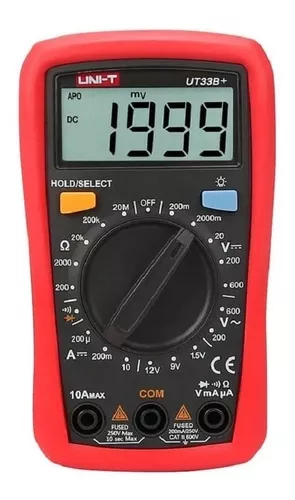 UNI-T UT33B+
APO mV
DC
1999
HOLD/SELECT
20M OFF 200m
200k 2000m
20k 20
Ω V⎓
2000 200
200 600
600
200μ V~
A⎓ 200m 200
10 12V 9V 1.5V
CE
10AMAX COM VmAμA
Ω
FUSED
250V Max
10 sec Max
FUSED
200mA/250V
CAT II 600V